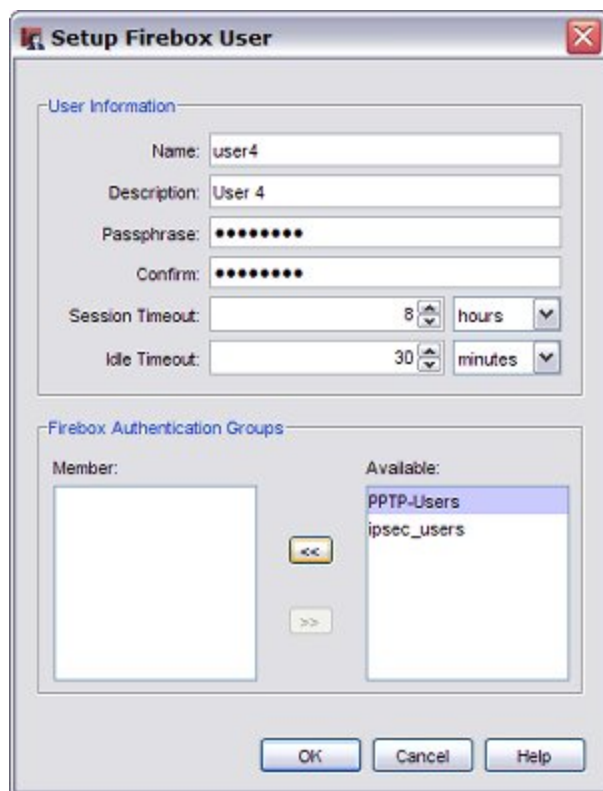 Setup Firebox User
User Information
Name: user4
Description: User 4
Passphrase: ••••••••
Confirm: ••••••••
Session Timeout: 8 hours
Idle Timeout: 30 minutes
Firebox Authentication Groups
Member: Available:
PPTP-Users
ipsec_users
<<
>>
OK Cancel Help